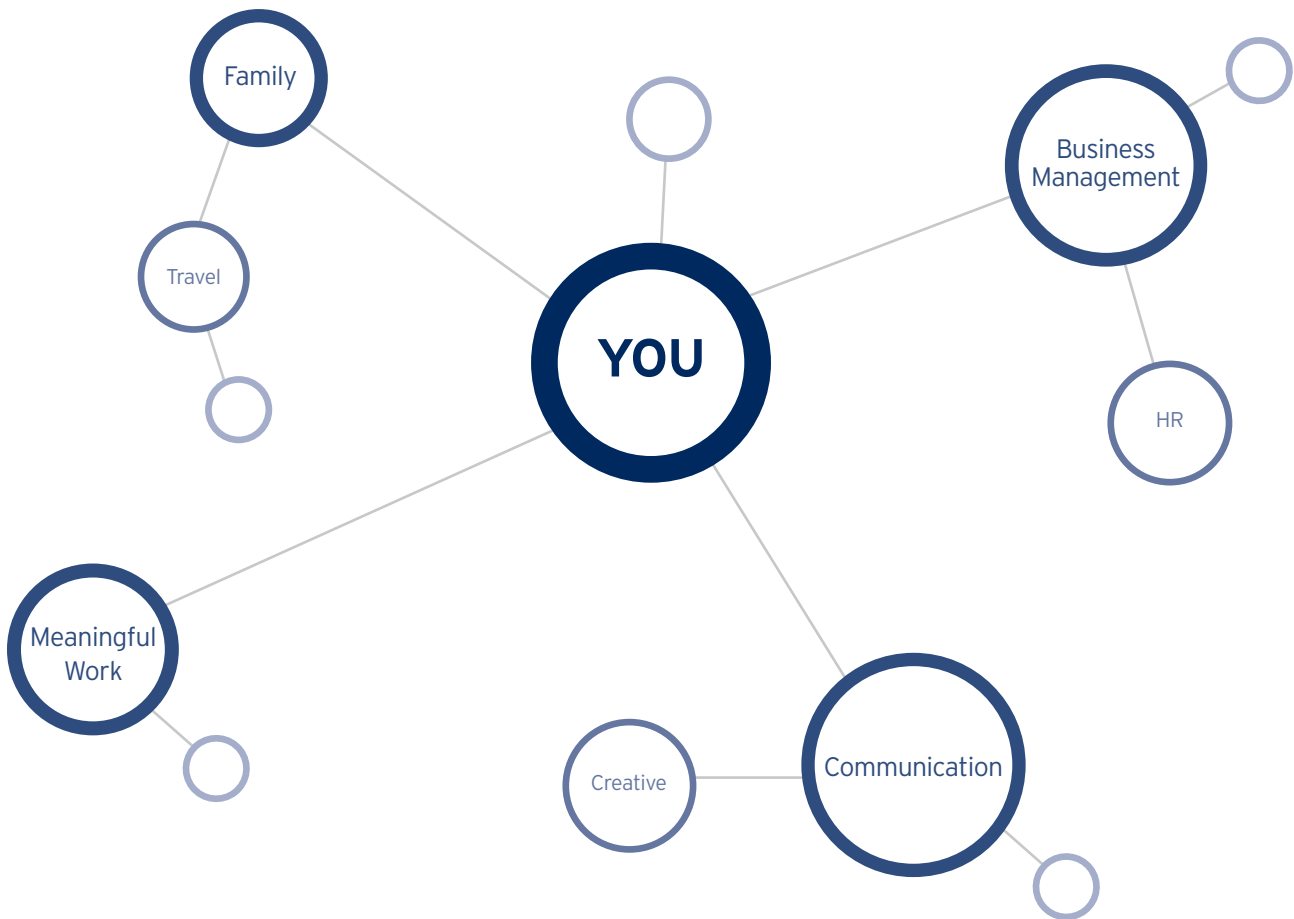 Family
Business
Management
Travel
YOU
HR
Meaningful
Work
Creative
Communication